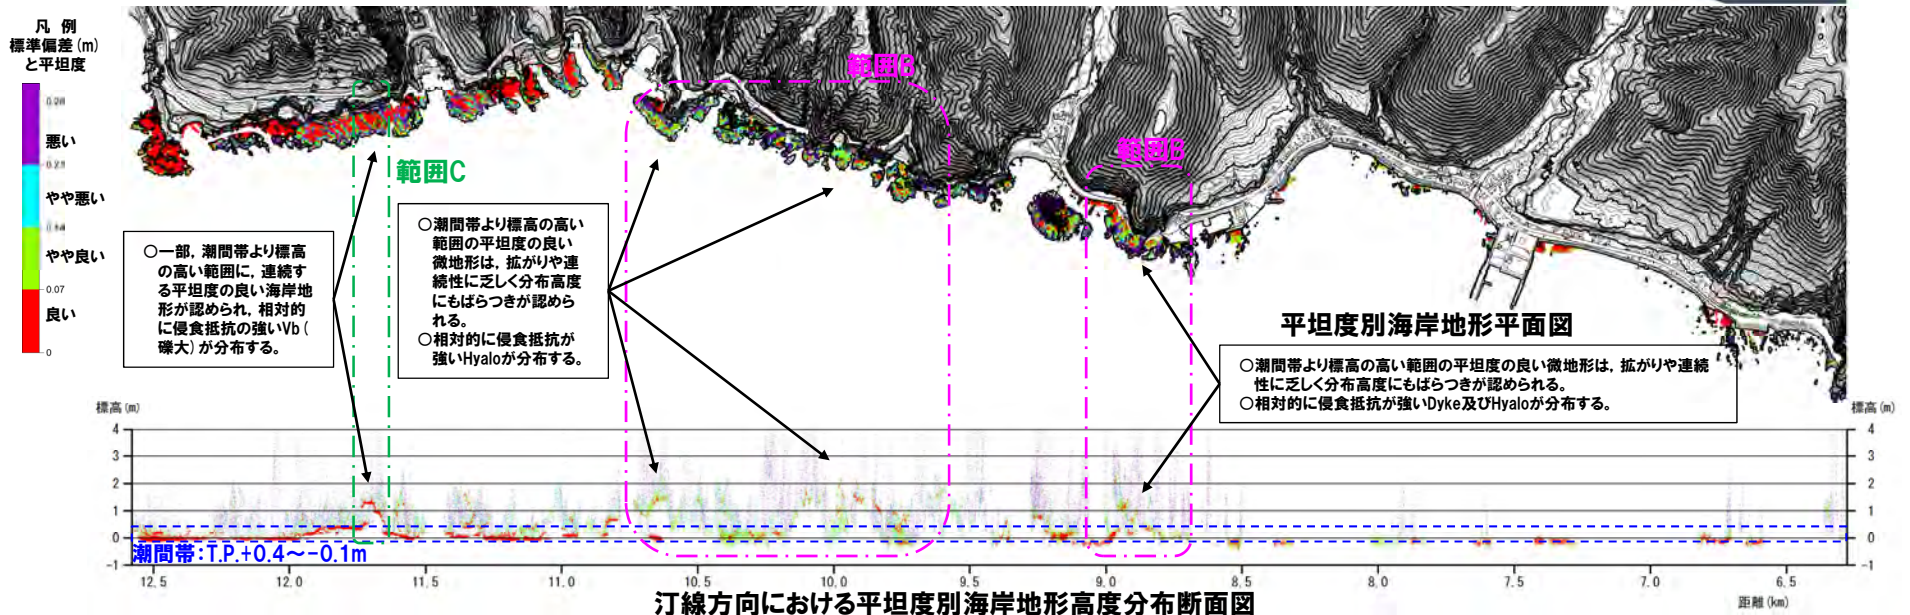 凡 例
標準偏差(m)
と平坦度
0.28
悪い
0.21
やや悪い
0.14
やや良い
0.07
良い
0
範囲B
範囲B
範囲C
○一部，潮間帯より標高
の高い範囲に，連続す
る平坦度の良い海岸地
形が認められ，相対的
に侵食抵抗の強いVb（
礫大）が分布する。
○潮間帯より標高の高い
範囲の平坦度の良い
微地形は，拡がりや連
続性に乏しく分布高度
にもばらつきが認めら
れる。
○相対的に侵食抵抗が
強いHyaloが分布する。
平坦度別海岸地形平面図
○潮間帯より標高の高い範囲の平坦度の良い微地形は，拡がりや連続
性に乏しく分布高度にもばらつきが認められる。
○相対的に侵食抵抗が強いDyke及びHyaloが分布する。
標高(m)
標高(m)
4
3
2
1
0
-1
4
3
2
1
0
-1
潮間帯：T.P.+0.4～-0.1m
12.5 12.0 11.5 11.0 10.5 10.0 9.5 9.0 8.5 8.0 7.5 7.0 6.5
汀線方向における平坦度別海岸地形高度分布断面図
距離(km)